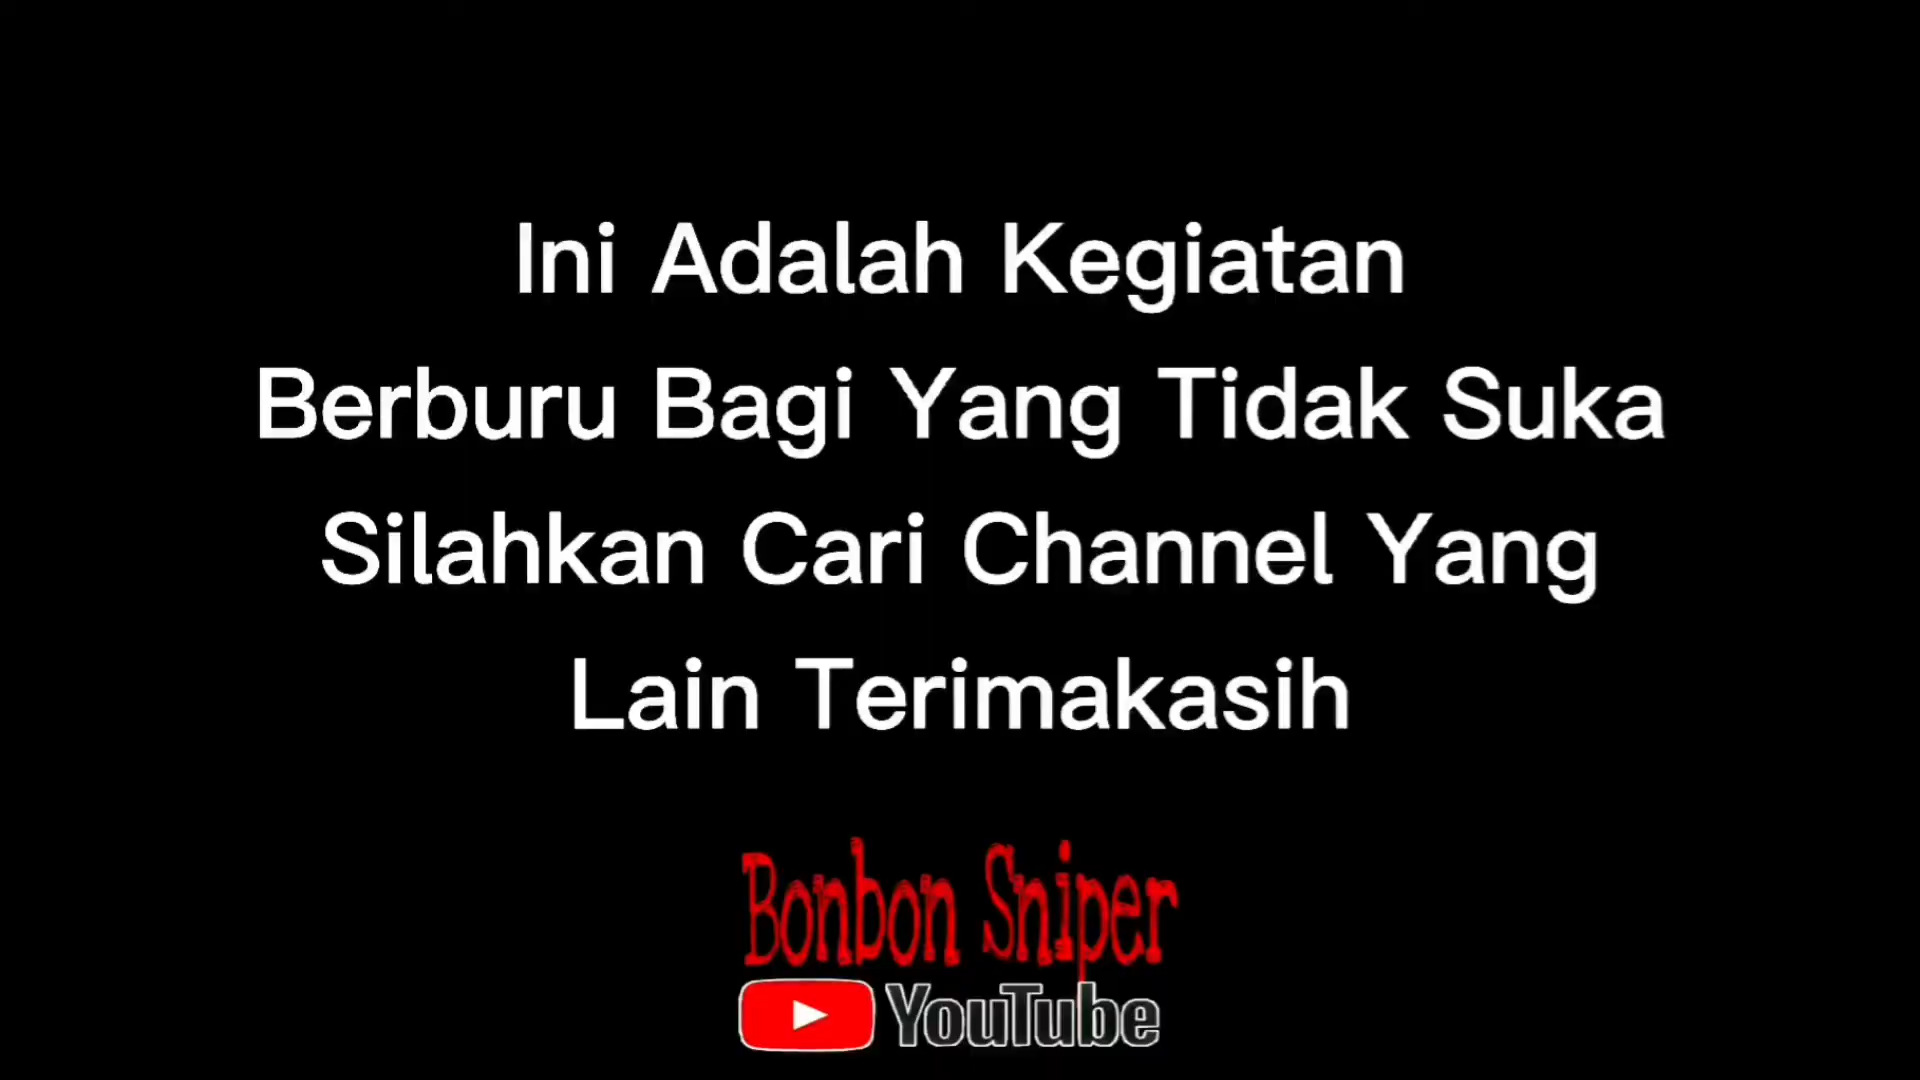 Ini Adalah Kegiatan
Berburu Bagi Yang Tidak Suka
Silahkan Cari Channel Yang
Lain Terimakasih
Bonbon Sniper
YouTube